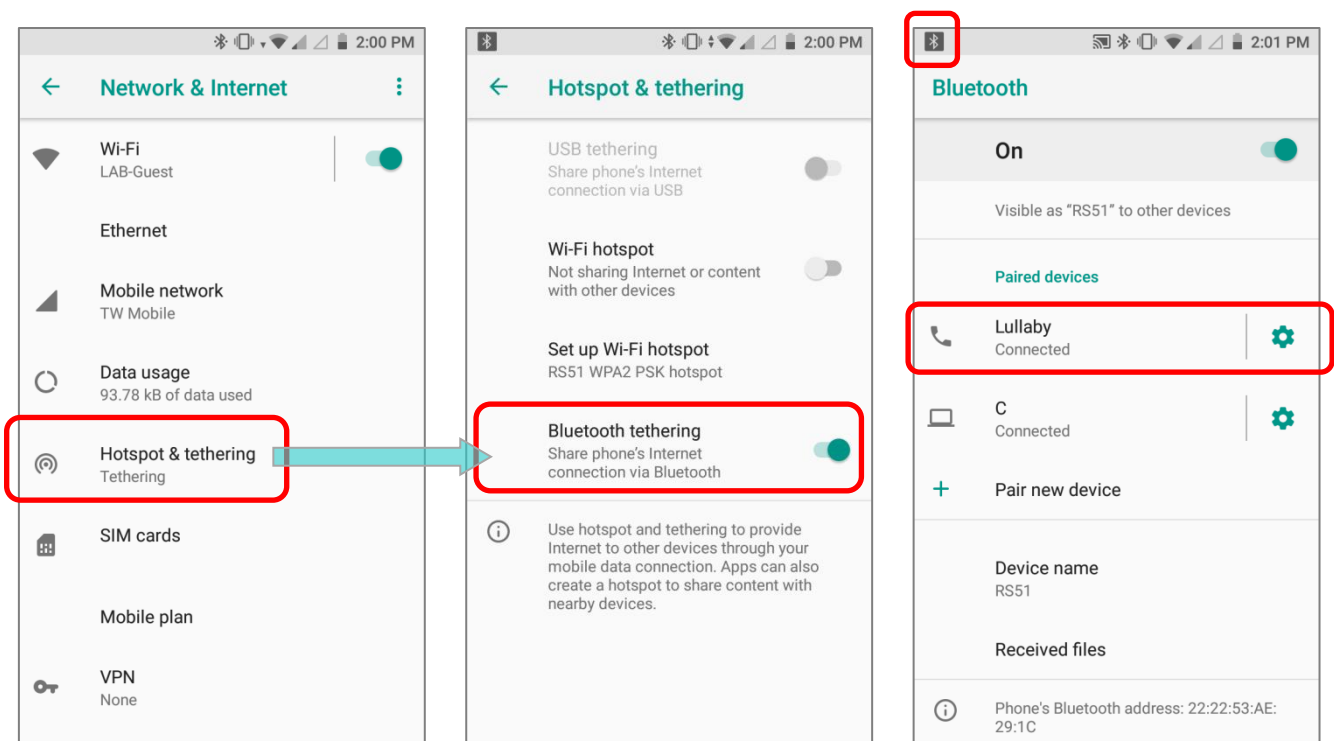 2:00 PM
Network & Internet
Wi-Fi
LAB-Guest
Ethernet
Mobile network
TW Mobile
Data usage
93.78 kB of data used
Hotspot & tethering
Tethering
SIM cards
Mobile plan
VPN
None
2:00 PM
Hotspot & tethering
USB tethering
Share phone's Internet
connection via USB
Wi-Fi hotspot
Not sharing Internet or content
with other devices
Set up Wi-Fi hotspot
RS51 WPA2 PSK hotspot
Bluetooth tethering
Share phone's Internet
connection via Bluetooth
Use hotspot and tethering to provide
Internet to other devices through your
mobile data connection. Apps can also
create a hotspot to share content with
nearby devices.
2:01 PM
Bluetooth
On
Visible as “RS51” to other devices
Paired devices
Lullaby
Connected
C
Connected
Pair new device
Device name
RS51
Received files
Phone's Bluetooth address: 22:22:53:AE:
29:1C